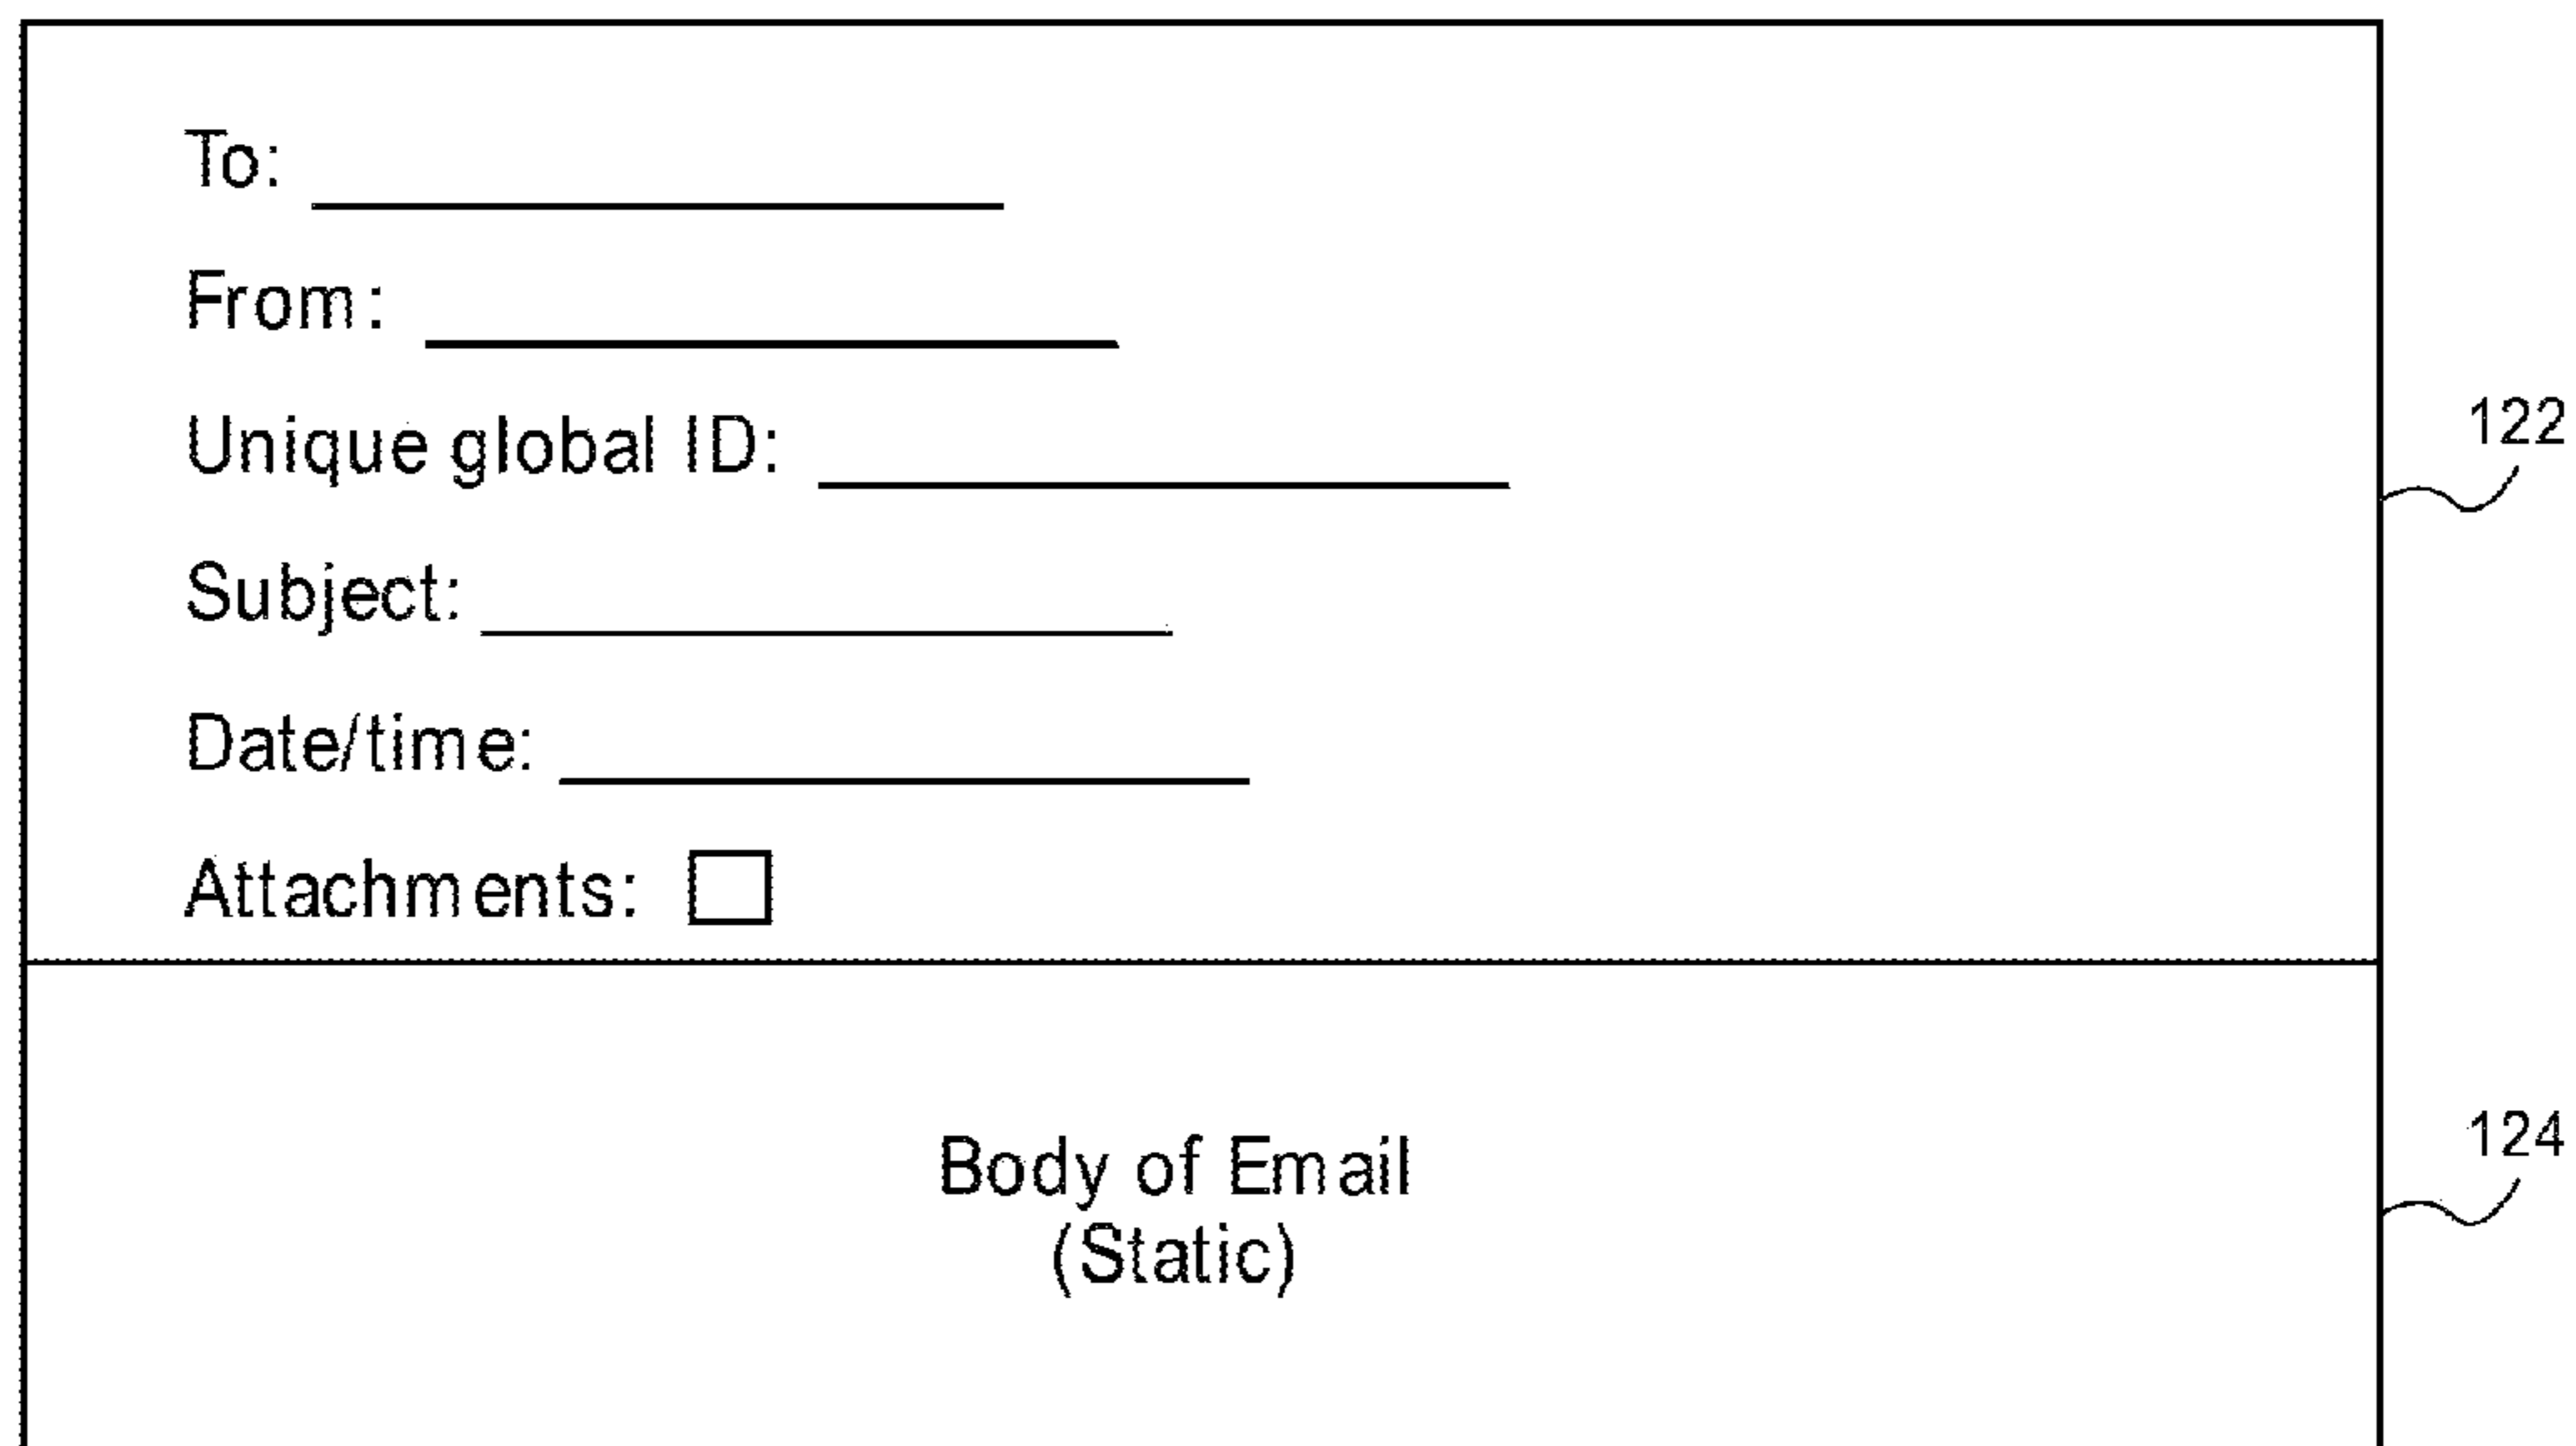 To:
From:
Unique global ID:
122
Subject:
Date/time:
Attachments:
124
Body of Email
(Static)